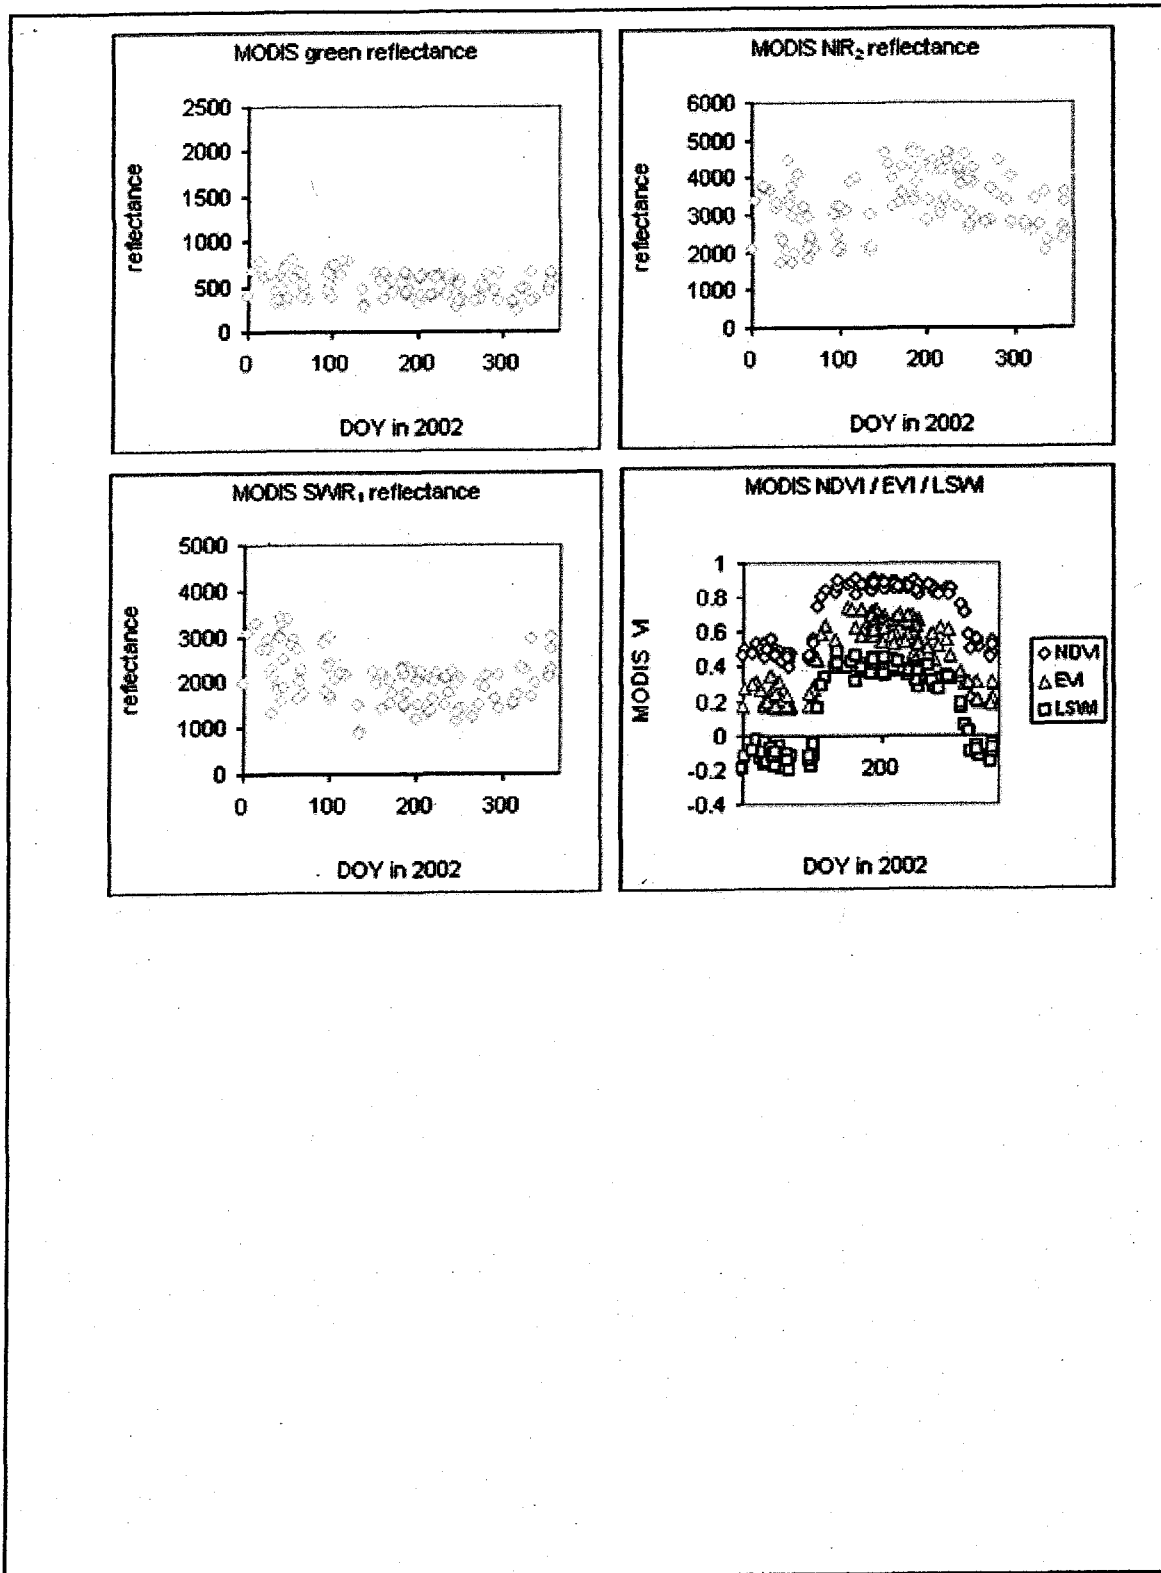 MODIS green reflectance
2500
2000
1500
1000
500
0
0 100 200 300
reflectance
DOY in 2002
MODIS NIR₂ reflectance
6000
5000
4000
3000
2000
1000
0
0 100 200 300
reflectance
DOY in 2002
MODIS SWIR₁ reflectance
5000
4000
3000
2000
1000
0
0 100 200 300
reflectance
DOY in 2002
MODIS NDVI / EVI / LSWI
1
0.8
0.6
0.4
0.2
0
-0.2
-0.4
200
MODIS VI
DOY in 2002
NDVI
EVI
LSWI